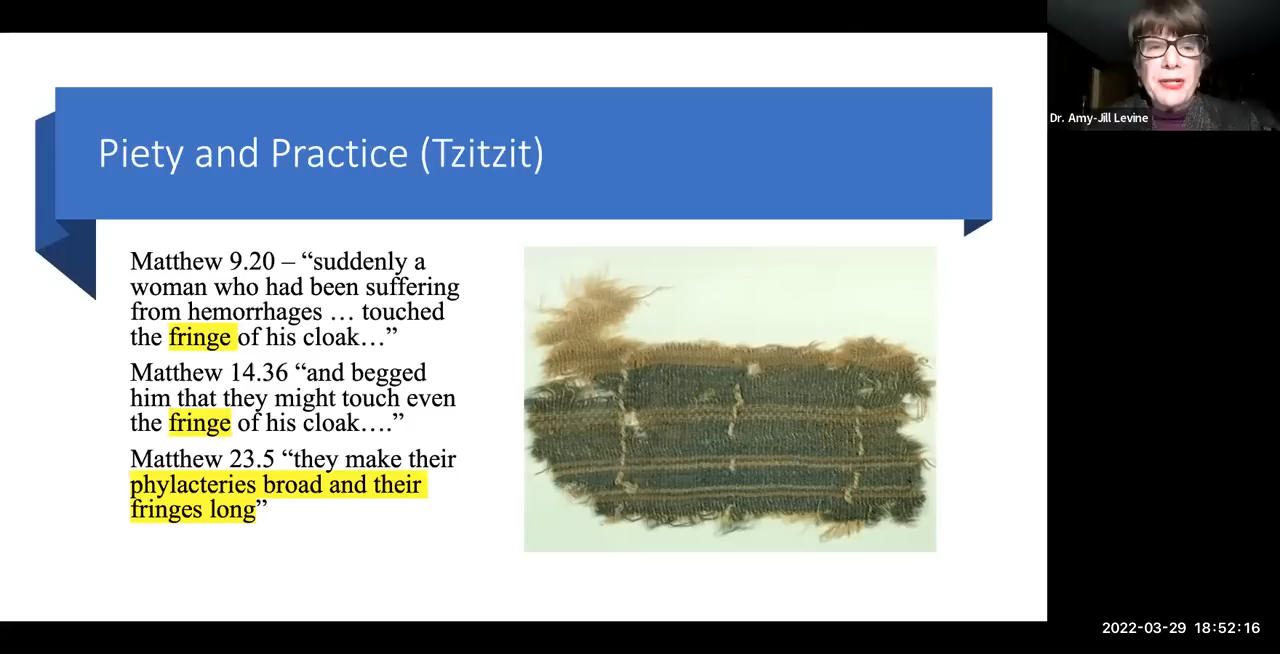 Piety and Practice (Tzitzit)
Matthew 9.20 – “suddenly a
woman who had been suffering
from hemorrhages … touched
the fringe of his cloak…”
Matthew 14.36 “and begged
him that they might touch even
the fringe of his cloak….”
Matthew 23.5 “they make their
phylacteries broad and their
fringes long”
Dr. Amy-Jill Levine
2022-03-29 18:52:16